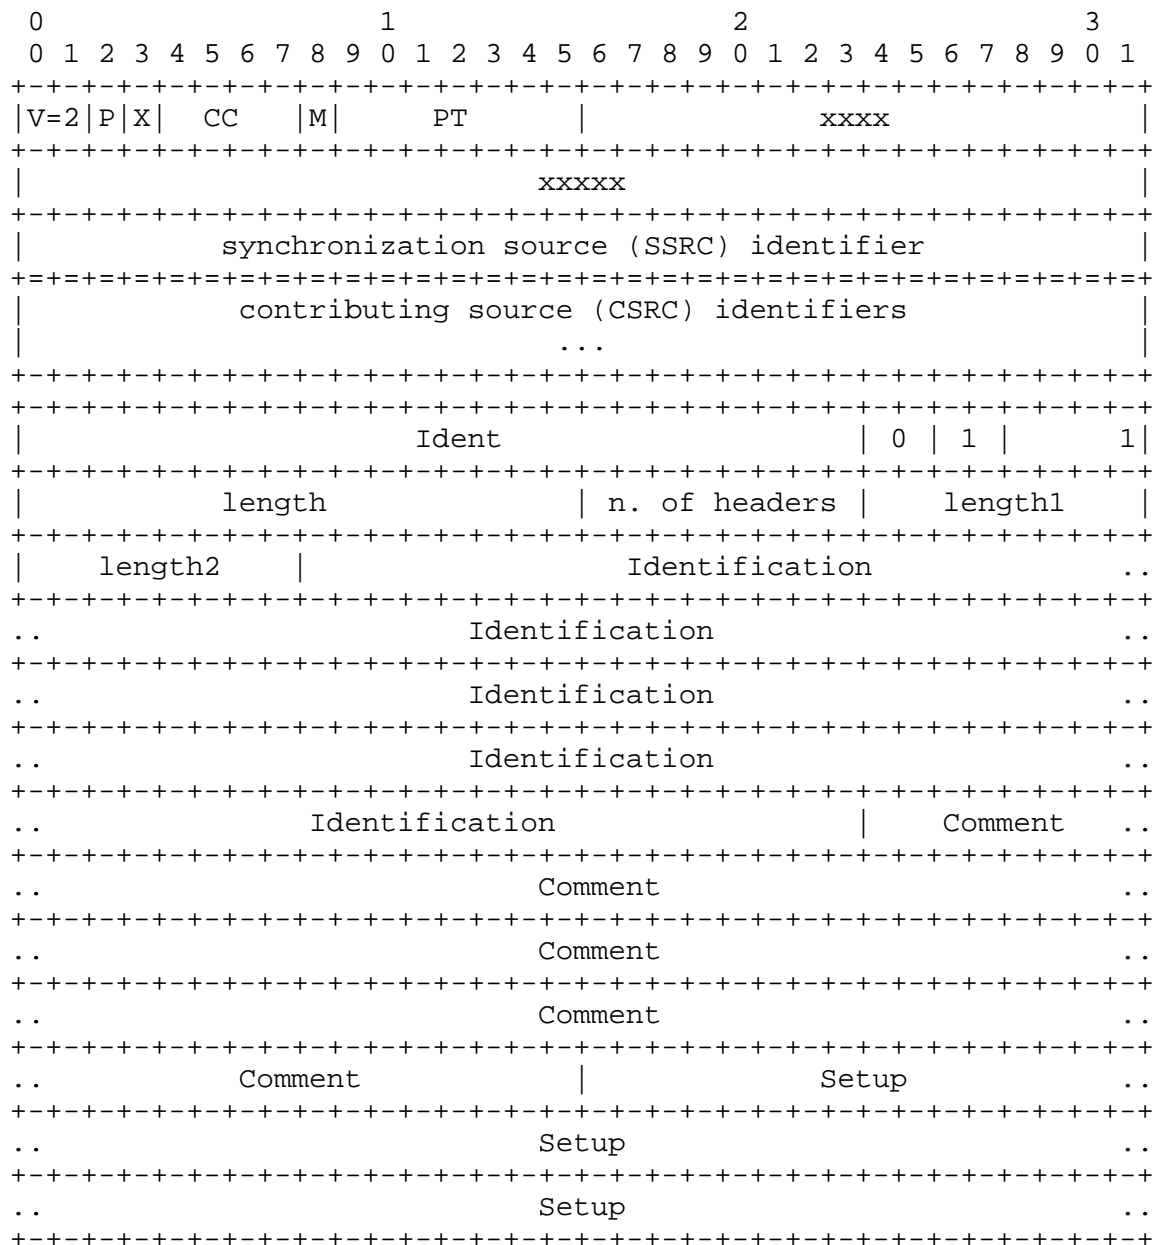 0                   1                   2                   3
 0 1 2 3 4 5 6 7 8 9 0 1 2 3 4 5 6 7 8 9 0 1 2 3 4 5 6 7 8 9 0 1
+-+-+-+-+-+-+-+-+-+-+-+-+-+-+-+-+-+-+-+-+-+-+-+-+-+-+-+-+-+-+-+-+
|V=2|P|X|  CC   |M|     PT      |             xxxx              |
+-+-+-+-+-+-+-+-+-+-+-+-+-+-+-+-+-+-+-+-+-+-+-+-+-+-+-+-+-+-+-+-+
|                             xxxxx                             |
+-+-+-+-+-+-+-+-+-+-+-+-+-+-+-+-+-+-+-+-+-+-+-+-+-+-+-+-+-+-+-+-+
|           synchronization source (SSRC) identifier            |
+=+=+=+=+=+=+=+=+=+=+=+=+=+=+=+=+=+=+=+=+=+=+=+=+=+=+=+=+=+=+=+=+
|            contributing source (CSRC) identifiers             |
|                              ...                              |
+-+-+-+-+-+-+-+-+-+-+-+-+-+-+-+-+-+-+-+-+-+-+-+-+-+-+-+-+-+-+-+-+
+-+-+-+-+-+-+-+-+-+-+-+-+-+-+-+-+-+-+-+-+-+-+-+-+-+-+-+-+-+-+-+-+
|                      Ident                    | 0 | 1 |      1|
+-+-+-+-+-+-+-+-+-+-+-+-+-+-+-+-+-+-+-+-+-+-+-+-+-+-+-+-+-+-+-+-+
|           length              | n. of headers |    length1    |
+-+-+-+-+-+-+-+-+-+-+-+-+-+-+-+-+-+-+-+-+-+-+-+-+-+-+-+-+-+-+-+-+
|    length2    |                  Identification              ..
+-+-+-+-+-+-+-+-+-+-+-+-+-+-+-+-+-+-+-+-+-+-+-+-+-+-+-+-+-+-+-+-+
..                        Identification                       ..
+-+-+-+-+-+-+-+-+-+-+-+-+-+-+-+-+-+-+-+-+-+-+-+-+-+-+-+-+-+-+-+-+
..                        Identification                       ..
+-+-+-+-+-+-+-+-+-+-+-+-+-+-+-+-+-+-+-+-+-+-+-+-+-+-+-+-+-+-+-+-+
..                        Identification                       ..
+-+-+-+-+-+-+-+-+-+-+-+-+-+-+-+-+-+-+-+-+-+-+-+-+-+-+-+-+-+-+-+-+
..               Identification                 |    Comment   ..
+-+-+-+-+-+-+-+-+-+-+-+-+-+-+-+-+-+-+-+-+-+-+-+-+-+-+-+-+-+-+-+-+
..                            Comment                          ..
+-+-+-+-+-+-+-+-+-+-+-+-+-+-+-+-+-+-+-+-+-+-+-+-+-+-+-+-+-+-+-+-+
..                            Comment                          ..
+-+-+-+-+-+-+-+-+-+-+-+-+-+-+-+-+-+-+-+-+-+-+-+-+-+-+-+-+-+-+-+-+
..                            Comment                          ..
+-+-+-+-+-+-+-+-+-+-+-+-+-+-+-+-+-+-+-+-+-+-+-+-+-+-+-+-+-+-+-+-+
..           Comment            |             Setup            ..
+-+-+-+-+-+-+-+-+-+-+-+-+-+-+-+-+-+-+-+-+-+-+-+-+-+-+-+-+-+-+-+-+
..                            Setup                            ..
+-+-+-+-+-+-+-+-+-+-+-+-+-+-+-+-+-+-+-+-+-+-+-+-+-+-+-+-+-+-+-+-+
..                            Setup                            ..
+-+-+-+-+-+-+-+-+-+-+-+-+-+-+-+-+-+-+-+-+-+-+-+-+-+-+-+-+-+-+-+-+